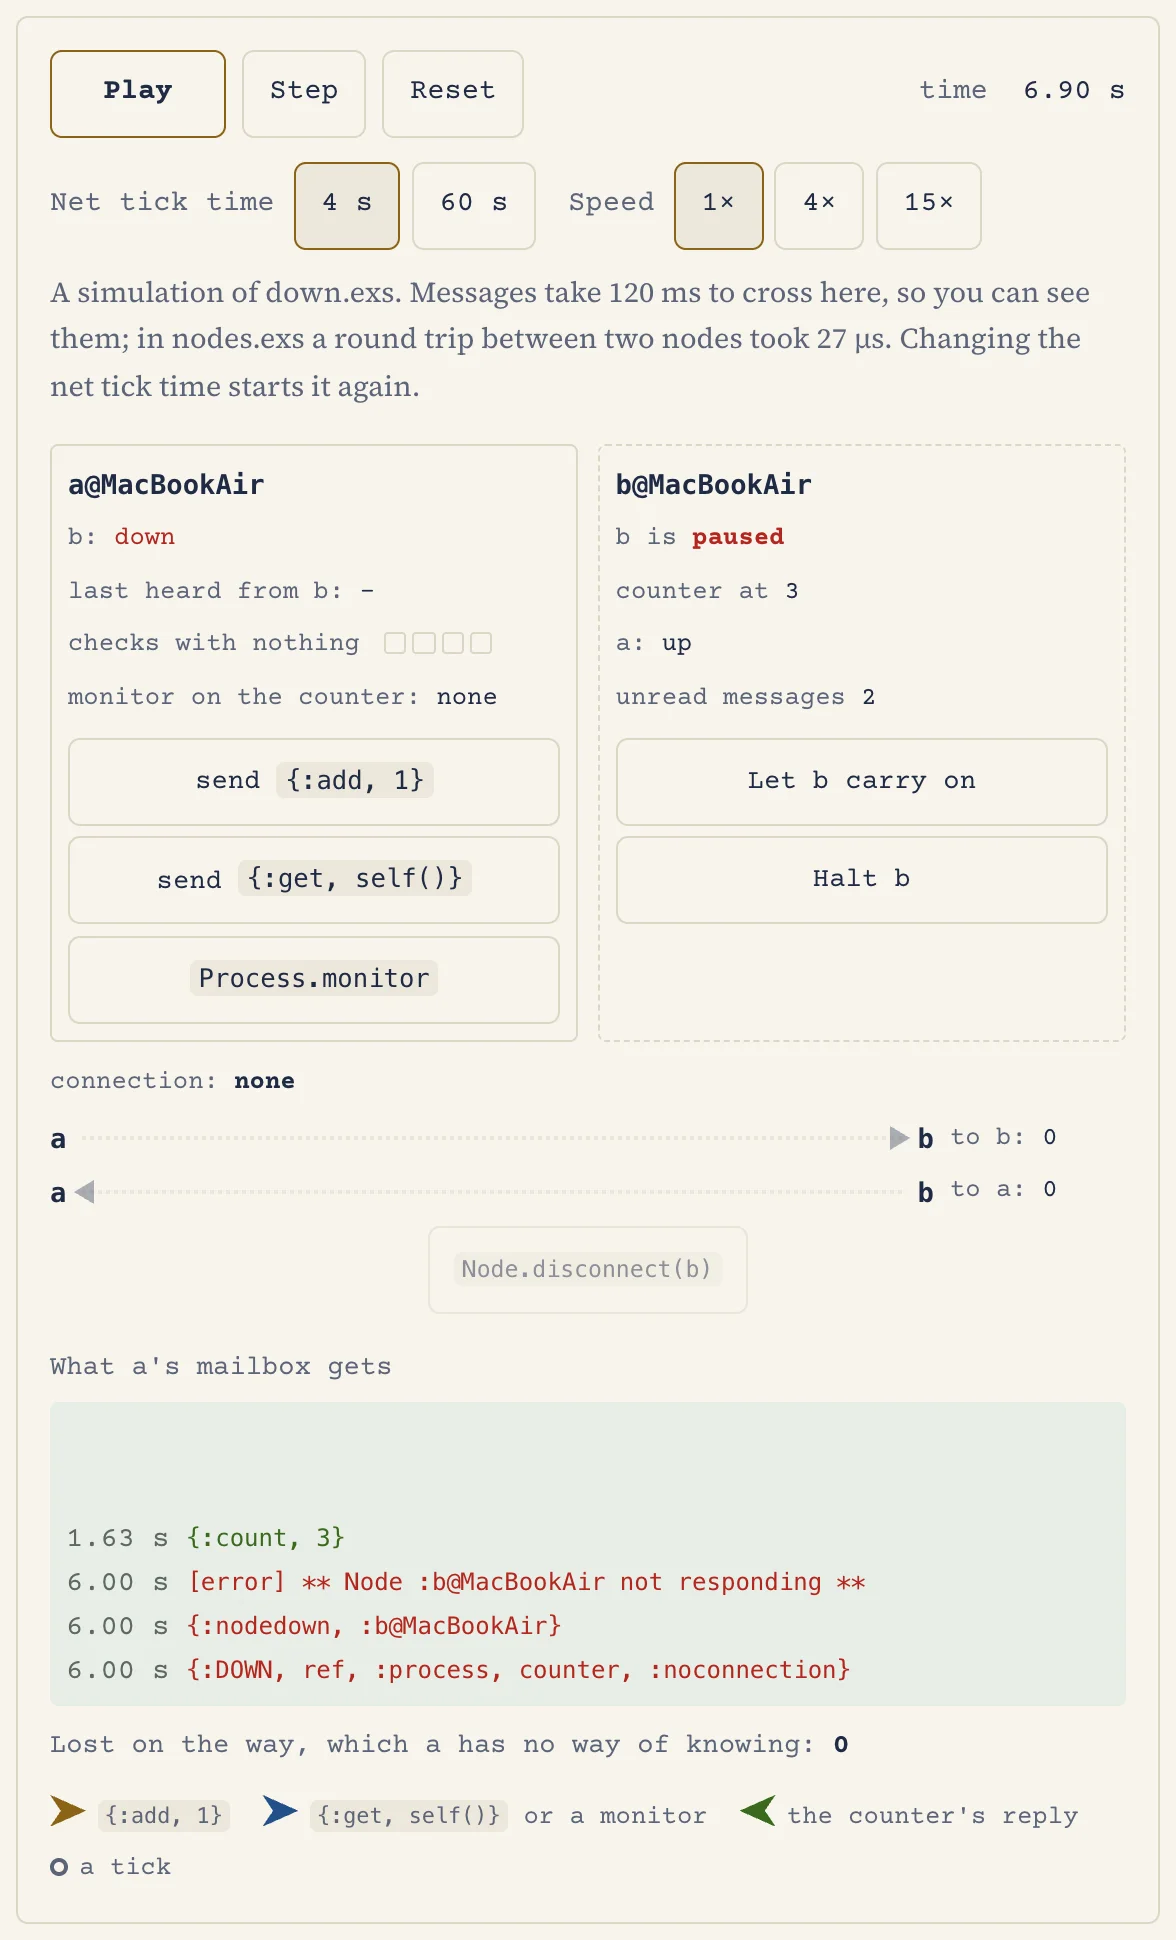 Play Step Reset time 6.90 s
Net tick time 4 s 60 s Speed 1× 4× 15×
A simulation of down.exs. Messages take 120 ms to cross here, so you can see
them; in nodes.exs a round trip between two nodes took 27 µs. Changing the
net tick time starts it again.
a@MacBookAir
b: down
last heard from b: –
checks with nothing
monitor on the counter: none
send {:add, 1}
send {:get, self()}
Process.monitor
b@MacBookAir
b is paused
counter at 3
a: up
unread messages 2
Let b carry on
Halt b
connection: none
a b to b: 0
a b to a: 0
Node.disconnect(b)
What a's mailbox gets
1.63 s {:count, 3}
6.00 s [error] ** Node :b@MacBookAir not responding **
6.00 s {:nodedown, :b@MacBookAir}
6.00 s {:DOWN, ref, :process, counter, :noconnection}
Lost on the way, which a has no way of knowing: 0
{:add, 1} {:get, self()} or a monitor the counter's reply
a tick